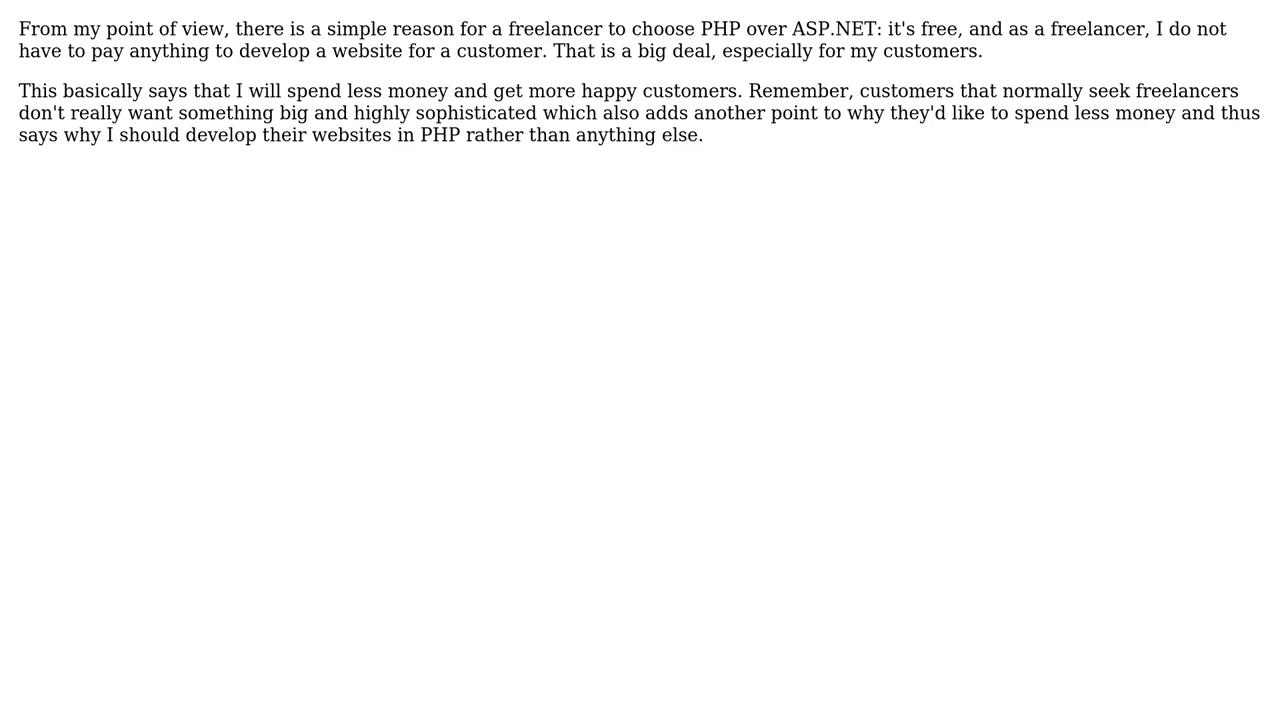 From my point of view, there is a simple reason for a freelancer to choose PHP over ASP.NET: it's free, and as a freelancer, I do not
have to pay anything to develop a website for a customer. That is a big deal, especially for my customers.
This basically says that I will spend less money and get more happy customers. Remember, customers that normally seek freelancers
don't really want something big and highly sophisticated which also adds another point to why they'd like to spend less money and thus
says why I should develop their websites in PHP rather than anything else.